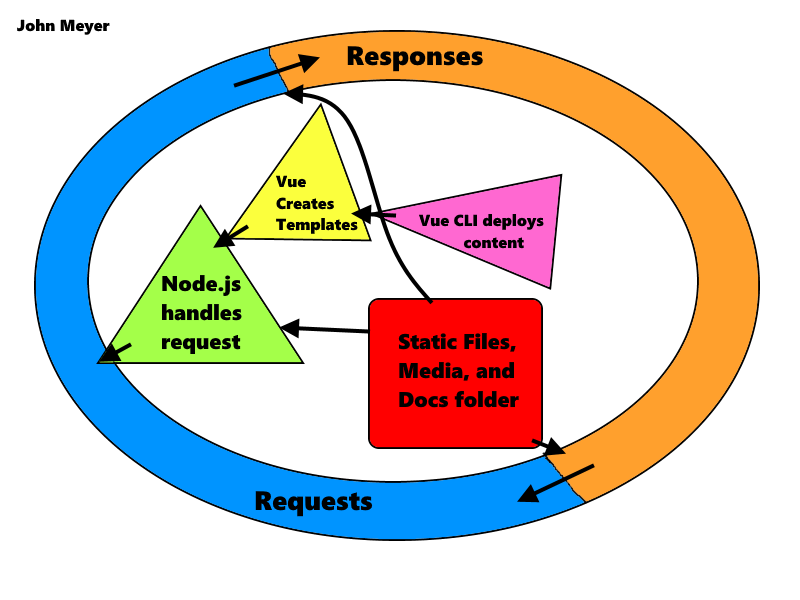 John Meyer
Responses
Vue
Creates
Templates
Vue CLI deploys
content
Node.js
handles
request
Static Files,
Media, and
Docs folder
Requests